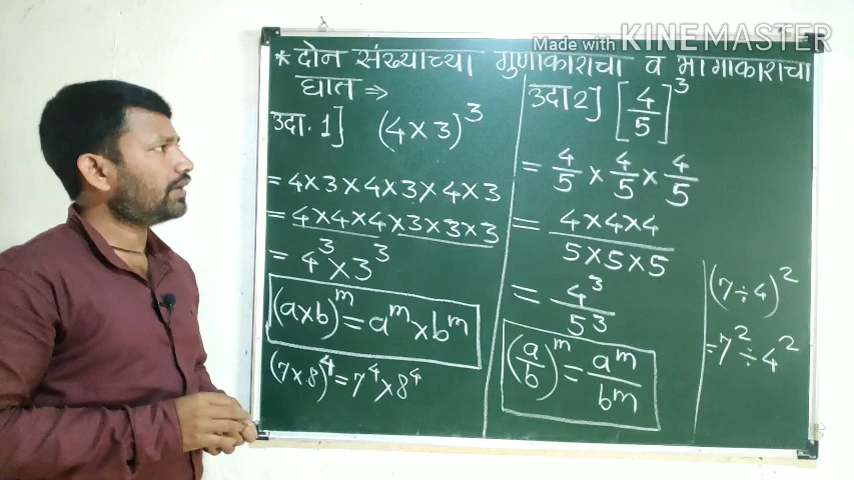 Made with KINEMASTER
* दोन संख्याच्या गुणाकाराचा व भागाकाराचा
घात ⇒
उदा. 1] (4×3)³
= 4×3×4×3×4×3
= 4×4×4×3×3×3
= 4³×3³
(a×b)ᵐ = aᵐ×bᵐ
(7×8)⁴ = 7⁴×8⁴
उदा 2] [4/5]³
= 4/5 × 4/5 × 4/5
= 4×4×4 / 5×5×5
= 4³/5³
(a/b)ᵐ = aᵐ/bᵐ
(7÷4)²
= 7²÷4²